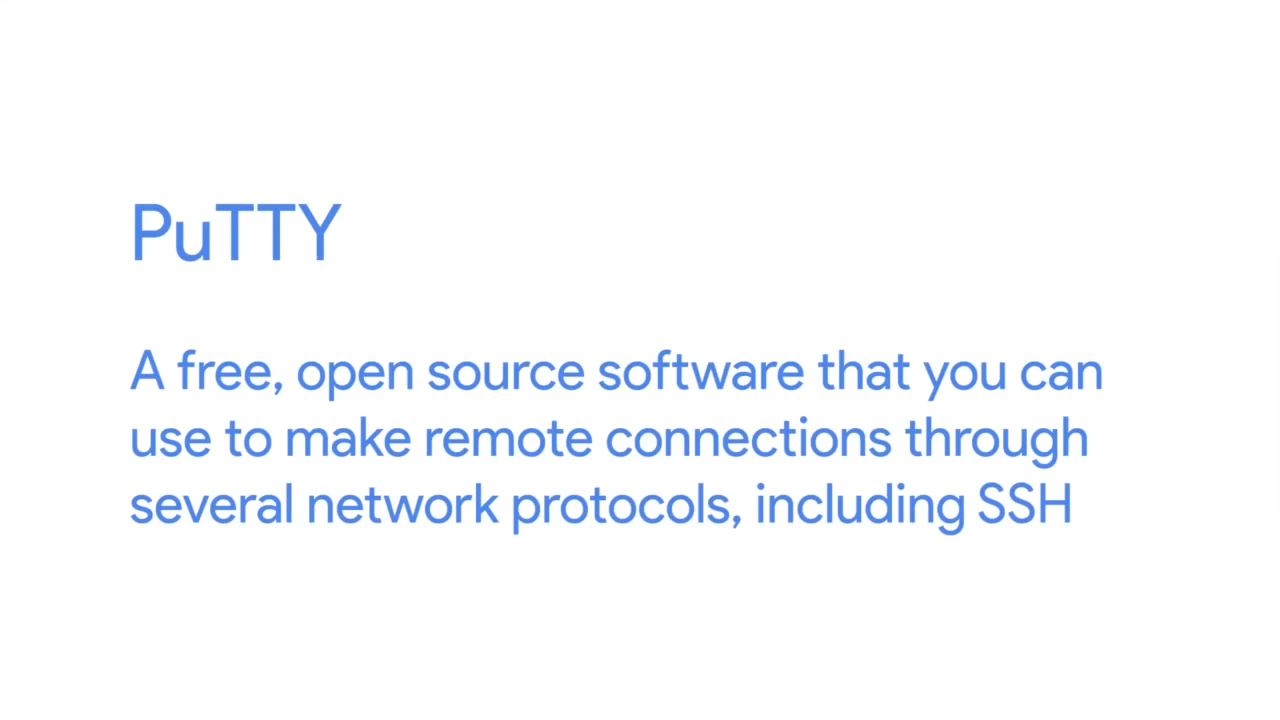 PuTTY
A free, open source software that you can
use to make remote connections through
several network protocols, including SSH